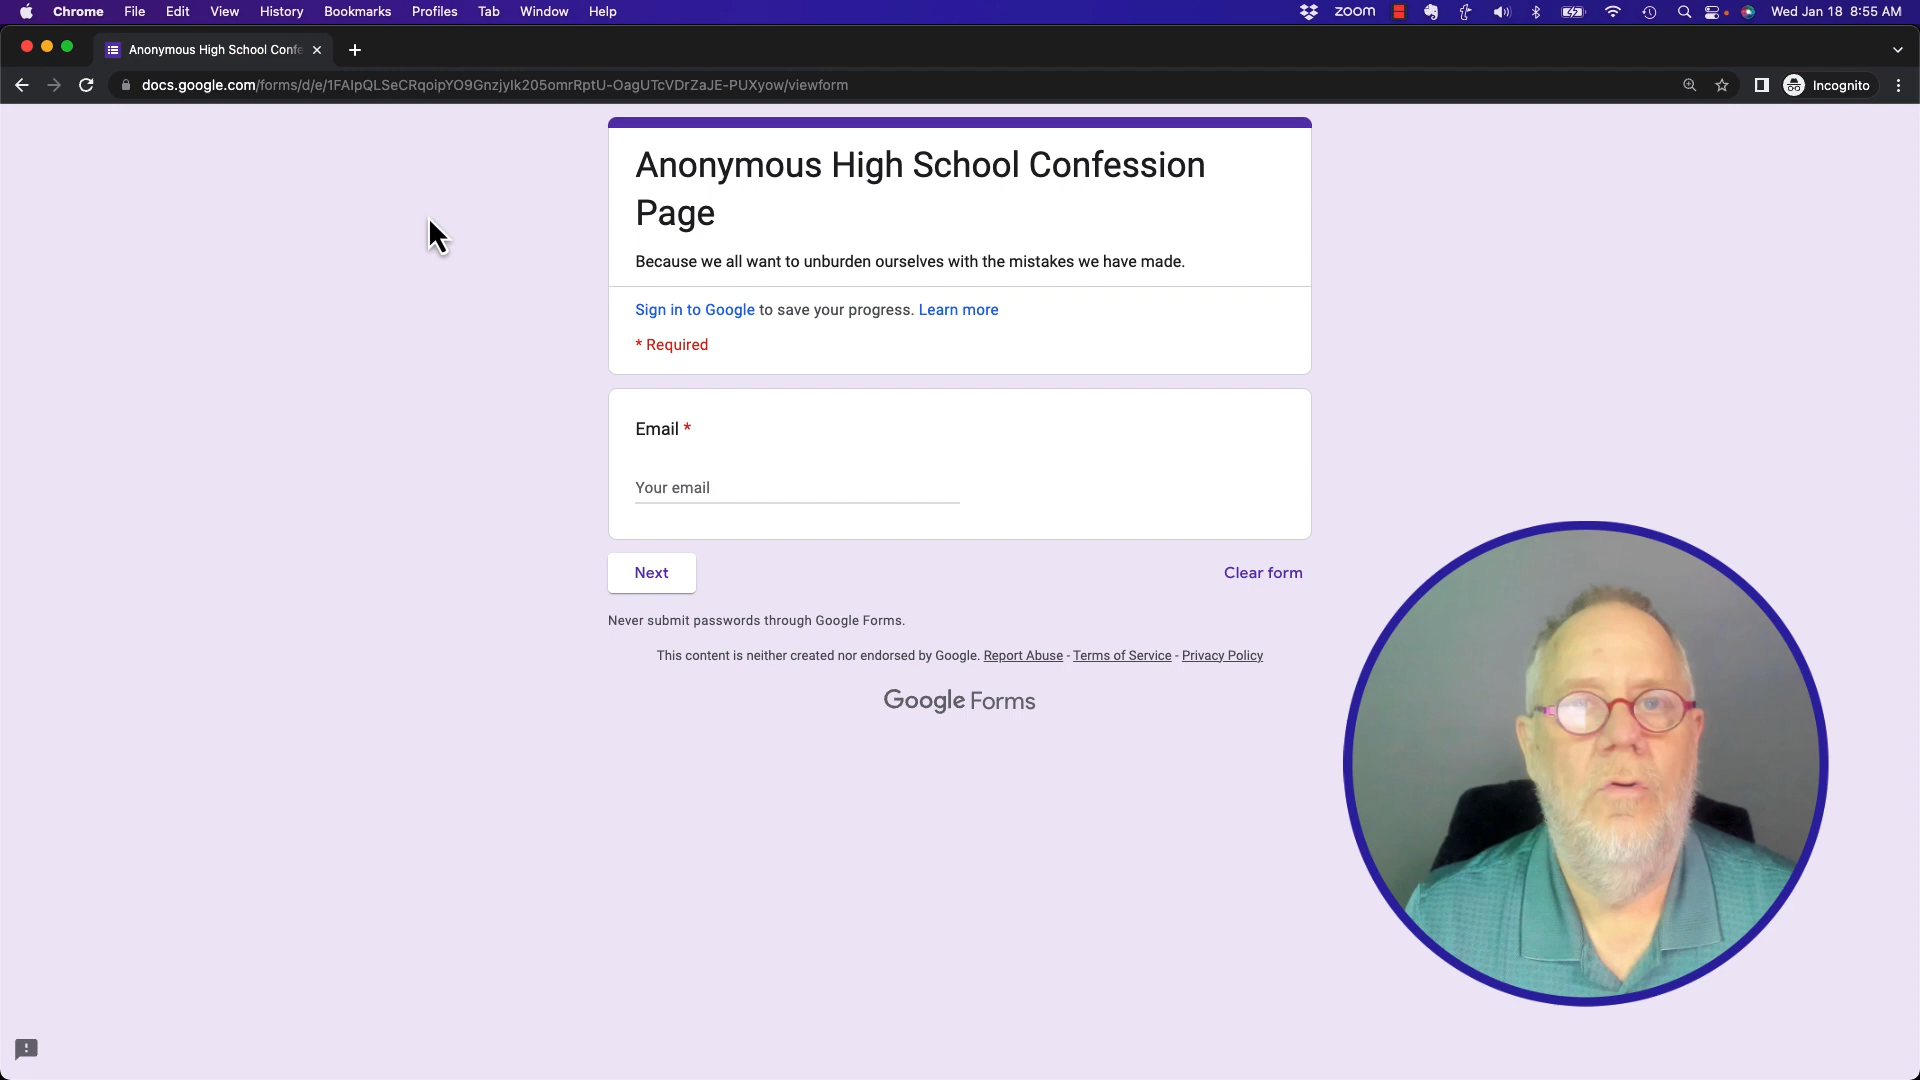 Chrome File Edit View History Bookmarks Profiles Tab Window Help zoom Wed Jan 18 8:55 AM
Anonymous High School Confe
docs.google.com/forms/d/e/1FAIpQLSeCRqoipYO9Gnzjylk205omrRptU-OagUTcVDrZaJE-PUXyow/viewform Incognito
Anonymous High School Confession
Page
Because we all want to unburden ourselves with the mistakes we have made.
Sign in to Google to save your progress. Learn more
* Required
Email *
Your email
Next Clear form
Never submit passwords through Google Forms.
This content is neither created nor endorsed by Google. Report Abuse - Terms of Service - Privacy Policy
Google Forms